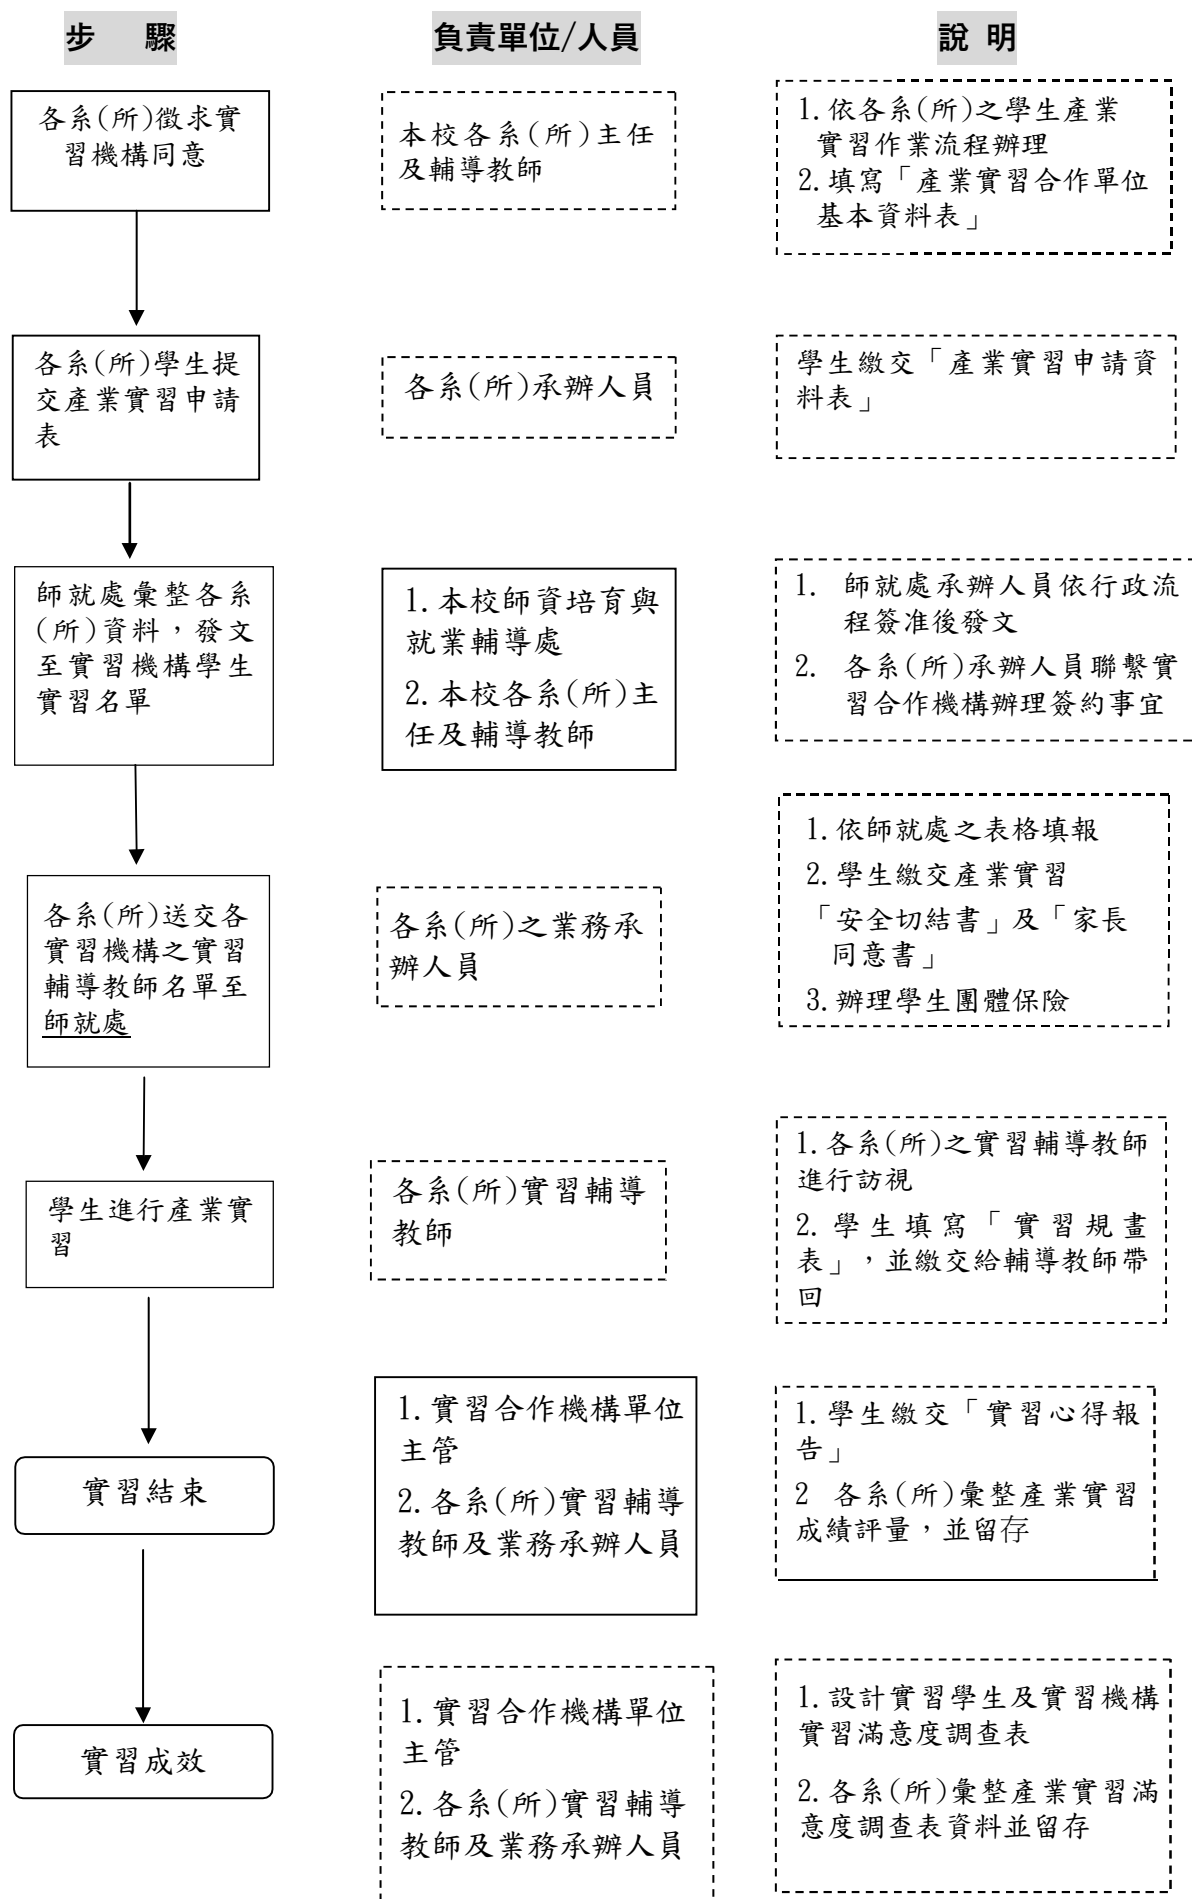 步 驟
負責單位/人員
說 明
各系(所)徵求實
習機構同意
本校各系(所)主任
及輔導教師
1.依各系(所)之學生產業
實習作業流程辦理
2.填寫「產業實習合作單位
基本資料表」
各系(所)學生提
交產業實習申請
表
各系(所)承辦人員
學生繳交「產業實習申請資
料表」
師就處彙整各系
(所)資料，發文
至實習機構學生
實習名單
1.本校師資培育與
就業輔導處
2.本校各系(所)主
任及輔導教師
1. 師就處承辦人員依行政流
程簽准後發文
2. 各系(所)承辦人員聯繫實
習合作機構辦理簽約事宜
各系(所)送交各
實習機構之實習
輔導教師名單至
師就處
各系(所)之業務承
辦人員
1.依師就處之表格填報
2.學生繳交產業實習
「安全切結書」及「家長
同意書」
3.辦理學生團體保險
學生進行產業實
習
各系(所)實習輔導
教師
1.各系(所)之實習輔導教師
進行訪視
2.學生填寫「實習規畫
表」，並繳交給輔導教師帶
回
實習結束
1.實習合作機構單位
主管
2.各系(所)實習輔導
教師及業務承辦人員
1.學生繳交「實習心得報
告」
2 各系(所)彙整產業實習
成績評量，並留存
實習成效
1.實習合作機構單位
主管
2.各系(所)實習輔導
教師及業務承辦人員
1.設計實習學生及實習機構
實習滿意度調查表
2.各系(所)彙整產業實習滿
意度調查表資料並留存